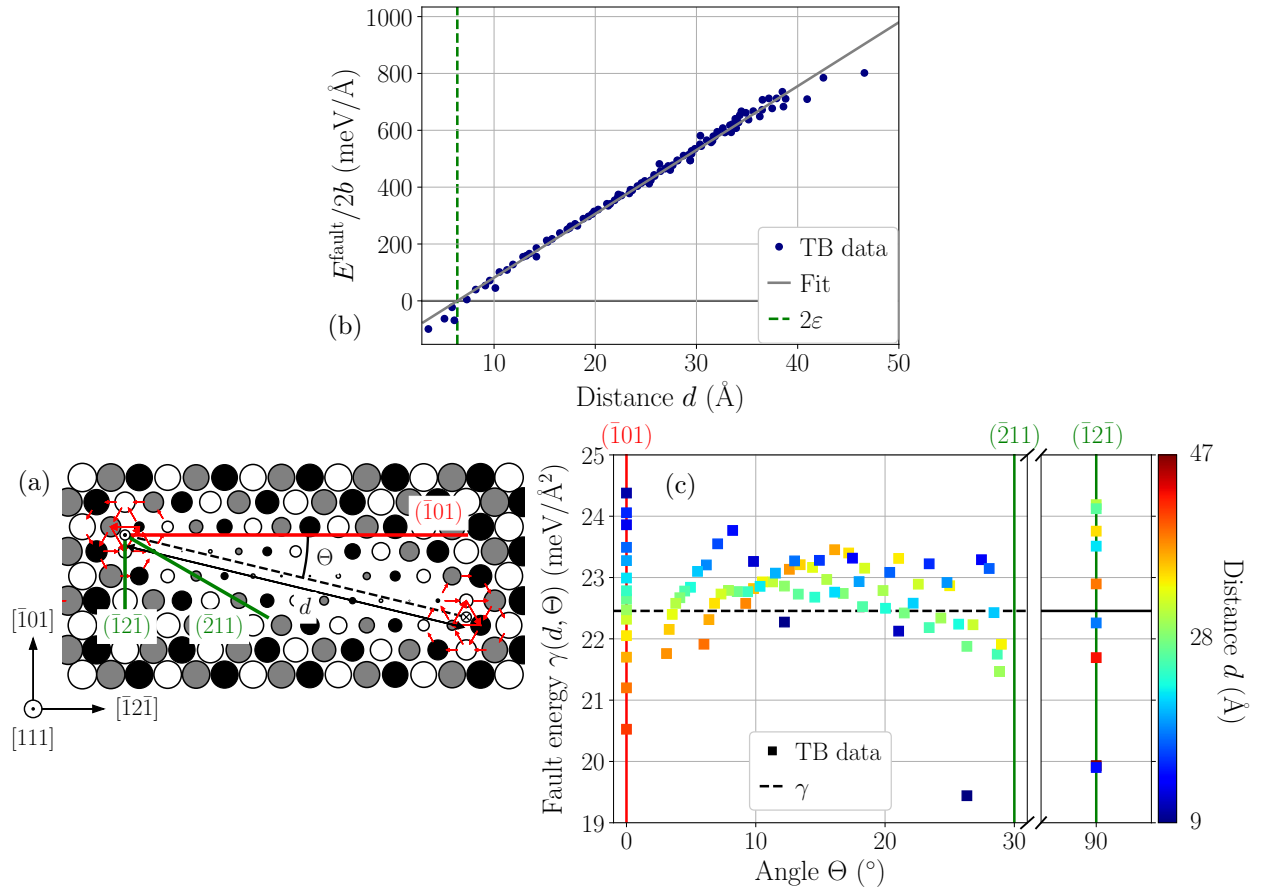 1000
800
600
400
200
0
E^fault/2b (meV/Å)
(b)
TB data
Fit
2ε
10
20
30
40
50
Distance d (Å)
(a)
(1̄01)
Θ
d
(1̄21̄)
(2̄11)
[1̄01]
[1̄21̄]
[111]
(1̄01)
(2̄11)
(1̄21̄)
(c)
25
24
23
22
21
20
19
Fault energy γ(d, Θ) (meV/Å²)
TB data
γ
0
10
20
30
90
Angle Θ (°)
47
28
9
Distance d (Å)